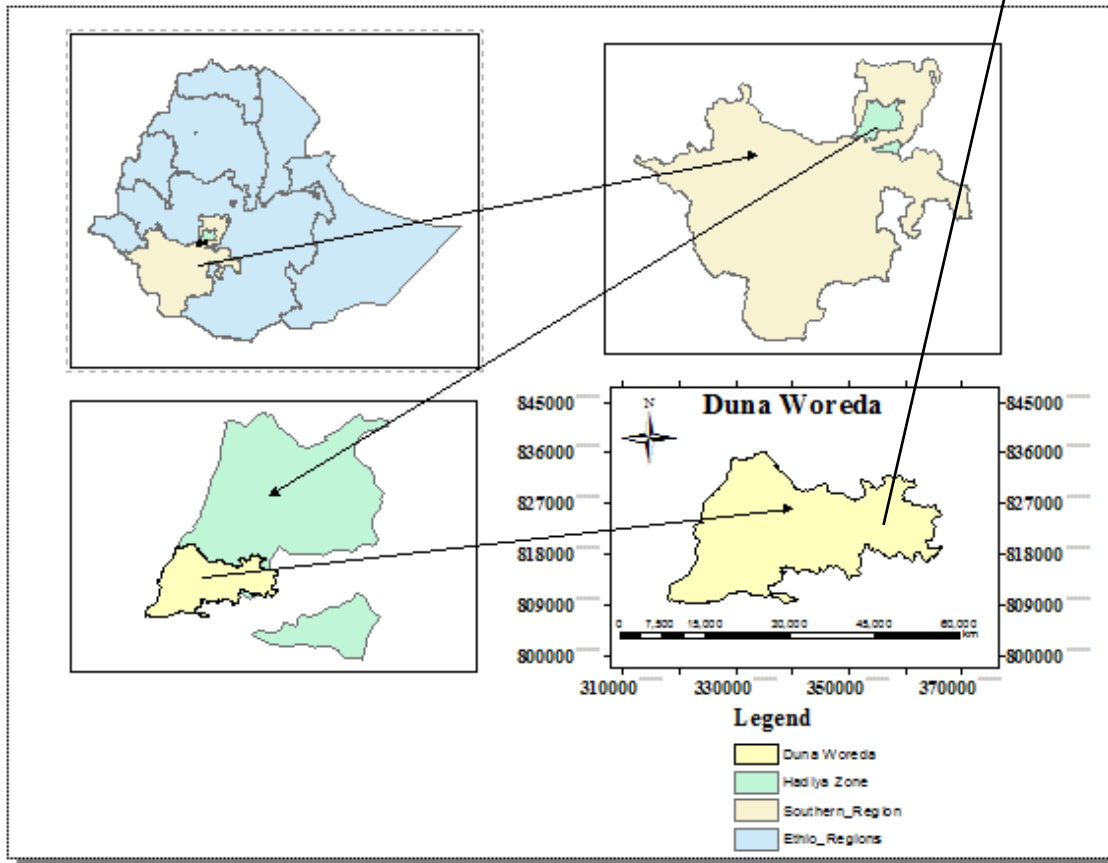 Duna Woreda
N
845000 845000
836000 836000
827000 827000
818000 818000
809000 809000
800000 800000
0 7,500 15,000 30,000 45,000 60,000
km
310000 330000 350000 370000
Legend
Duna Woreda
Hadiya Zone
Southern_Region
Ethio_Regions